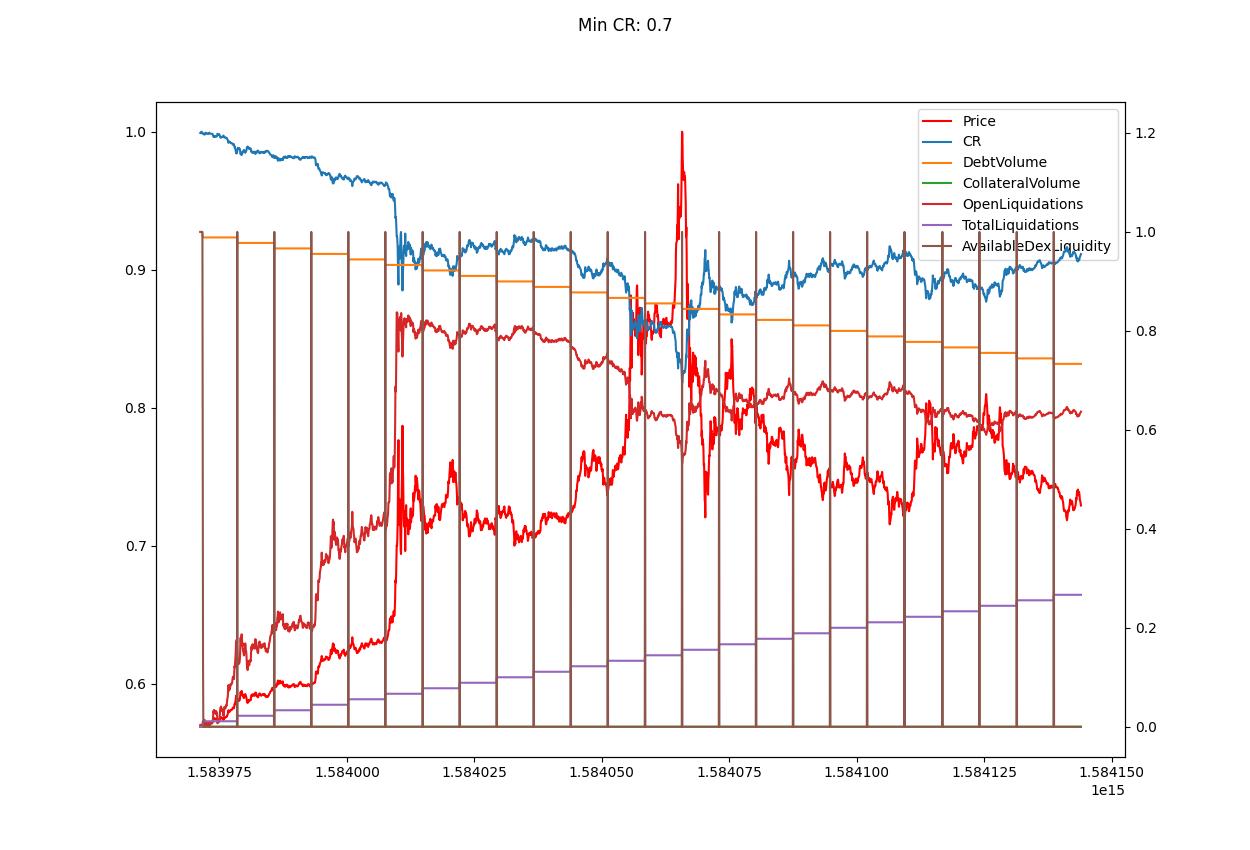 Min CR: 0.7
1.0
0.9
0.8
0.7
0.6
1.2
1.0
0.8
0.6
0.4
0.2
0.0
Price
CR
DebtVolume
CollateralVolume
OpenLiquidations
TotalLiquidations
AvailableDexLiquidity
1.583975 1.584000 1.584025 1.584050 1.584075 1.584100 1.584125 1.584150
1e15